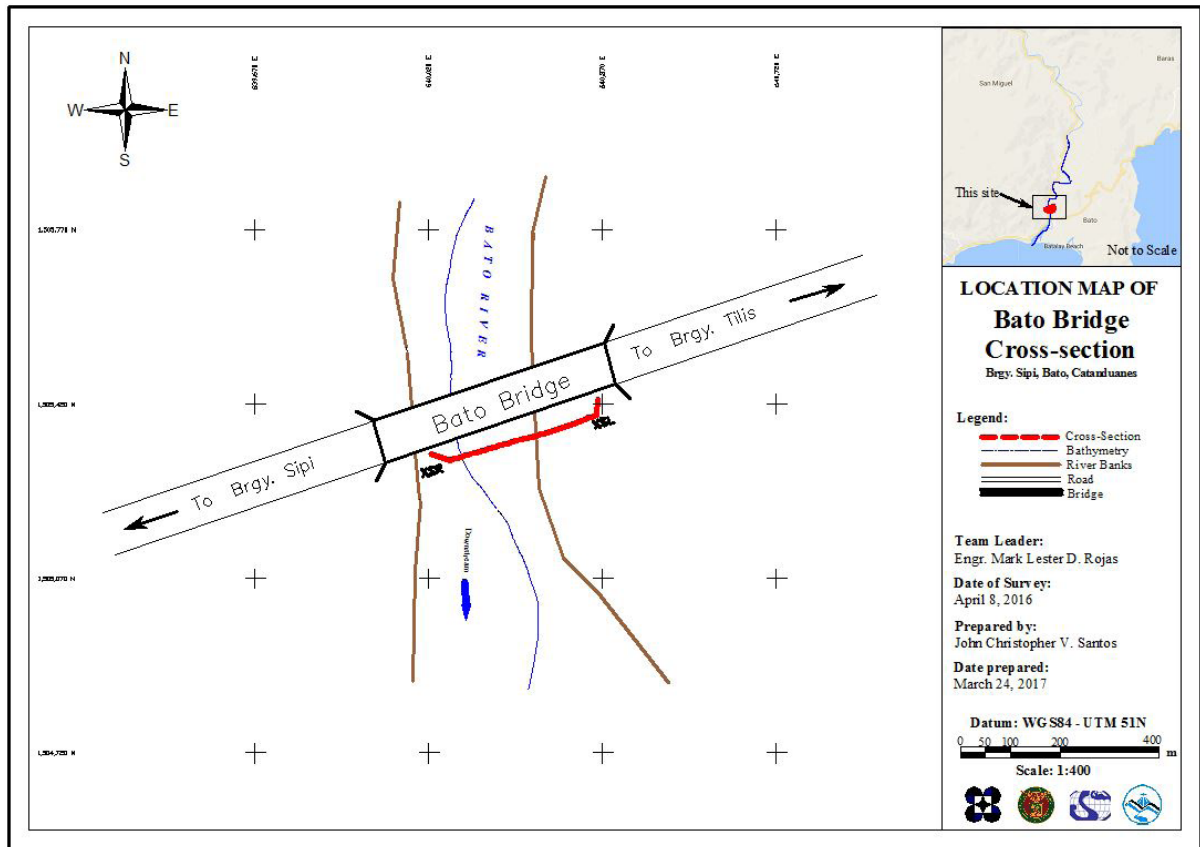 N
W E
S
BATO RIVER
To Brgy. Tilis
Bato Bridge
To Brgy. Sipi
XSL
XSR
Downstream
San Miguel
Baras
This site
Bato
Batalay Beach
Not to Scale
LOCATION MAP OF
Bato Bridge
Cross-section
Brgy. Sipi, Bato, Catanduanes
Legend:
Cross-Section
Bathymetry
River Banks
Road
Bridge
Team Leader:
Engr. Mark Lester D. Rojas
Date of Survey:
April 8, 2016
Prepared by:
John Christopher V. Santos
Date prepared:
March 24, 2017
Datum: WGS84 - UTM 51N
0 50 100 200 400
m
Scale: 1:400